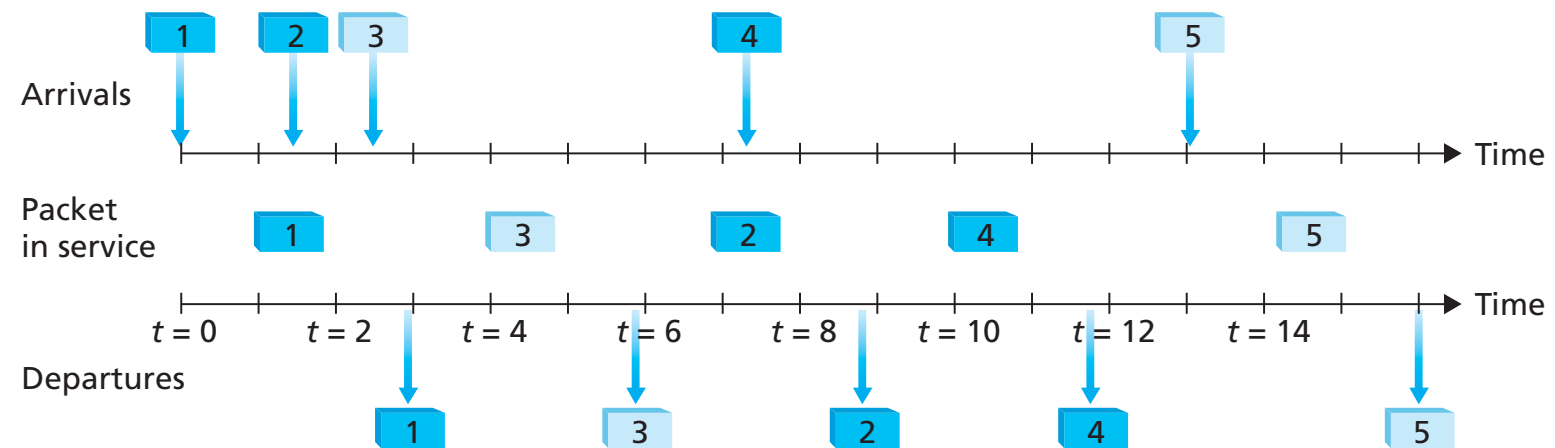 1 2 3 4 5
Arrivals
Time
Packet
in service
1 3 2 4 5
Time
t = 0 t = 2 t = 4 t = 6 t = 8 t = 10 t = 12 t = 14
Departures
1 3 2 4 5